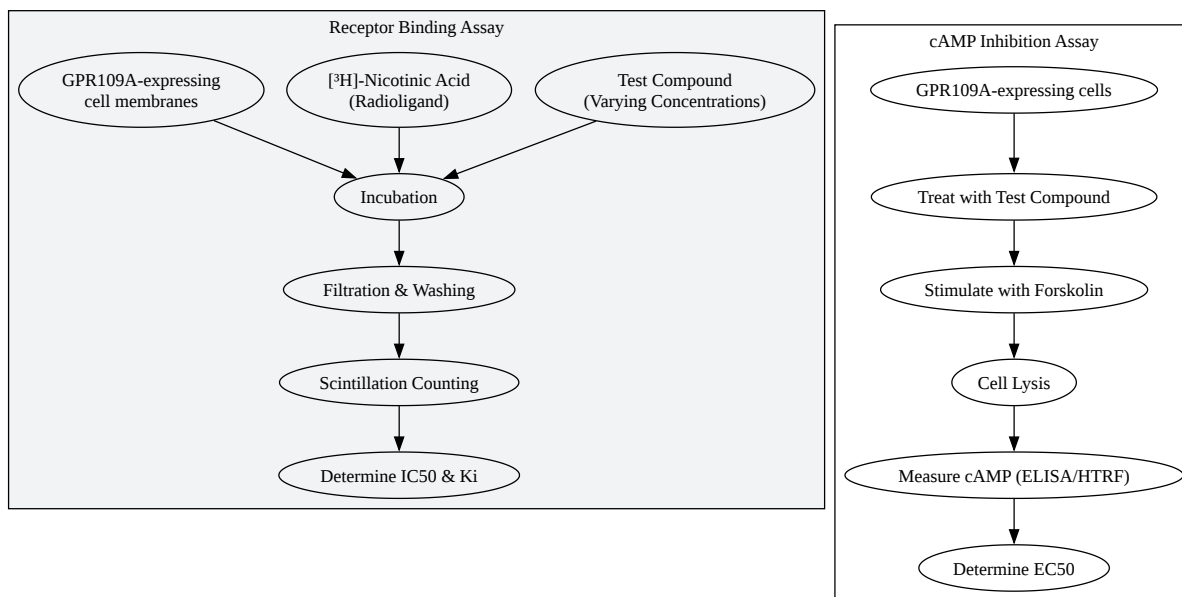 Receptor Binding Assay
GPR109A-expressing
cell membranes
[³H]-Nicotinic Acid
(Radioligand)
Test Compound
(Varying Concentrations)
Incubation
Filtration & Washing
Scintillation Counting
Determine IC50 & Ki
cAMP Inhibition Assay
GPR109A-expressing cells
Treat with Test Compound
Stimulate with Forskolin
Cell Lysis
Measure cAMP (ELISA/HTRF)
Determine EC50